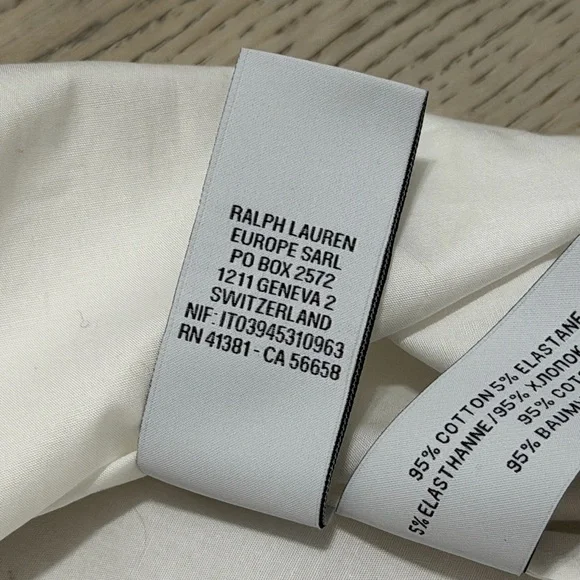 RALPH LAUREN
EUROPE SARL
PO BOX 2572
1211 GENEVA 2
SWITZERLAND
NIF: IT03945310963
RN 41381 - CA 56658
95% COTTON 5% ELASTANE
5% ELASTHANNE / 95% ХЛОПОК
95% CO
95% BAUM